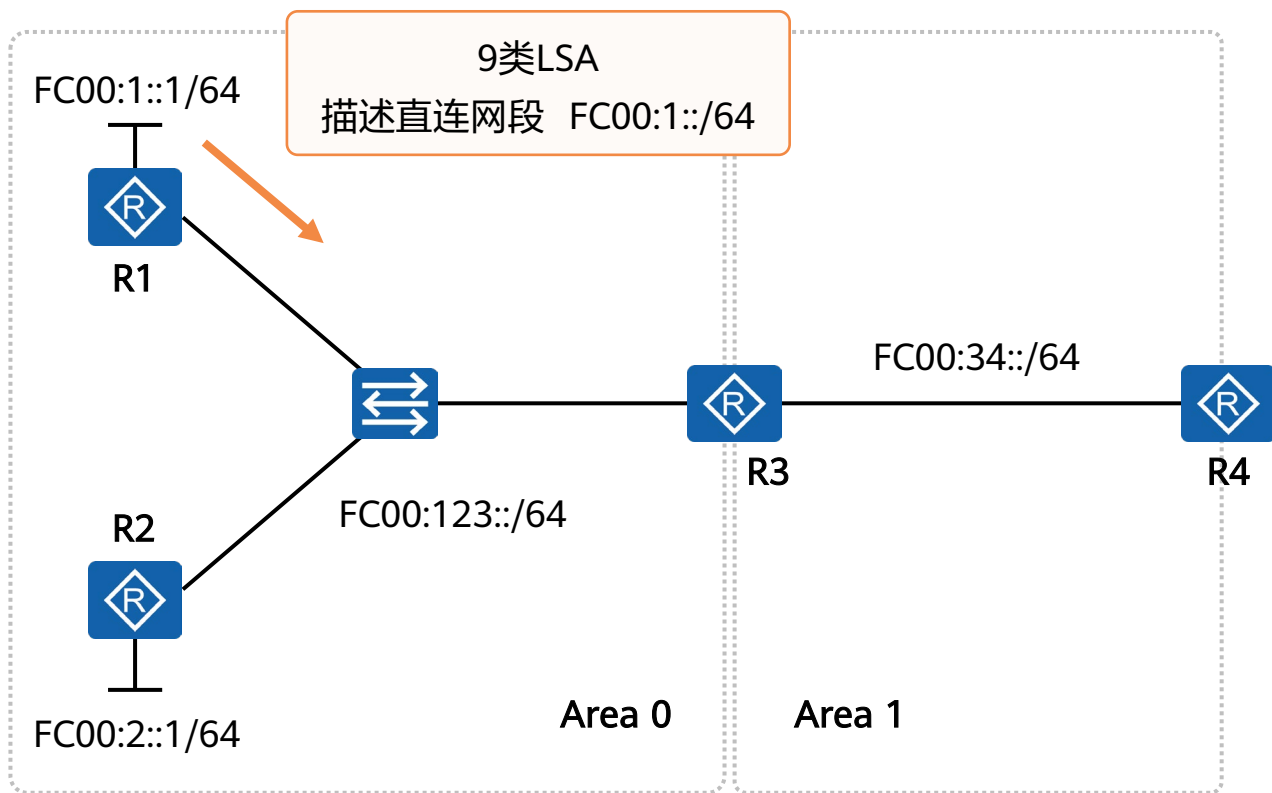 9类LSA
描述直连网段 FC00:1::/64
FC00:1::1/64
R
R1
FC00:34::/64
R
R3
R
R4
FC00:123::/64
R2
R
FC00:2::1/64
Area 0
Area 1